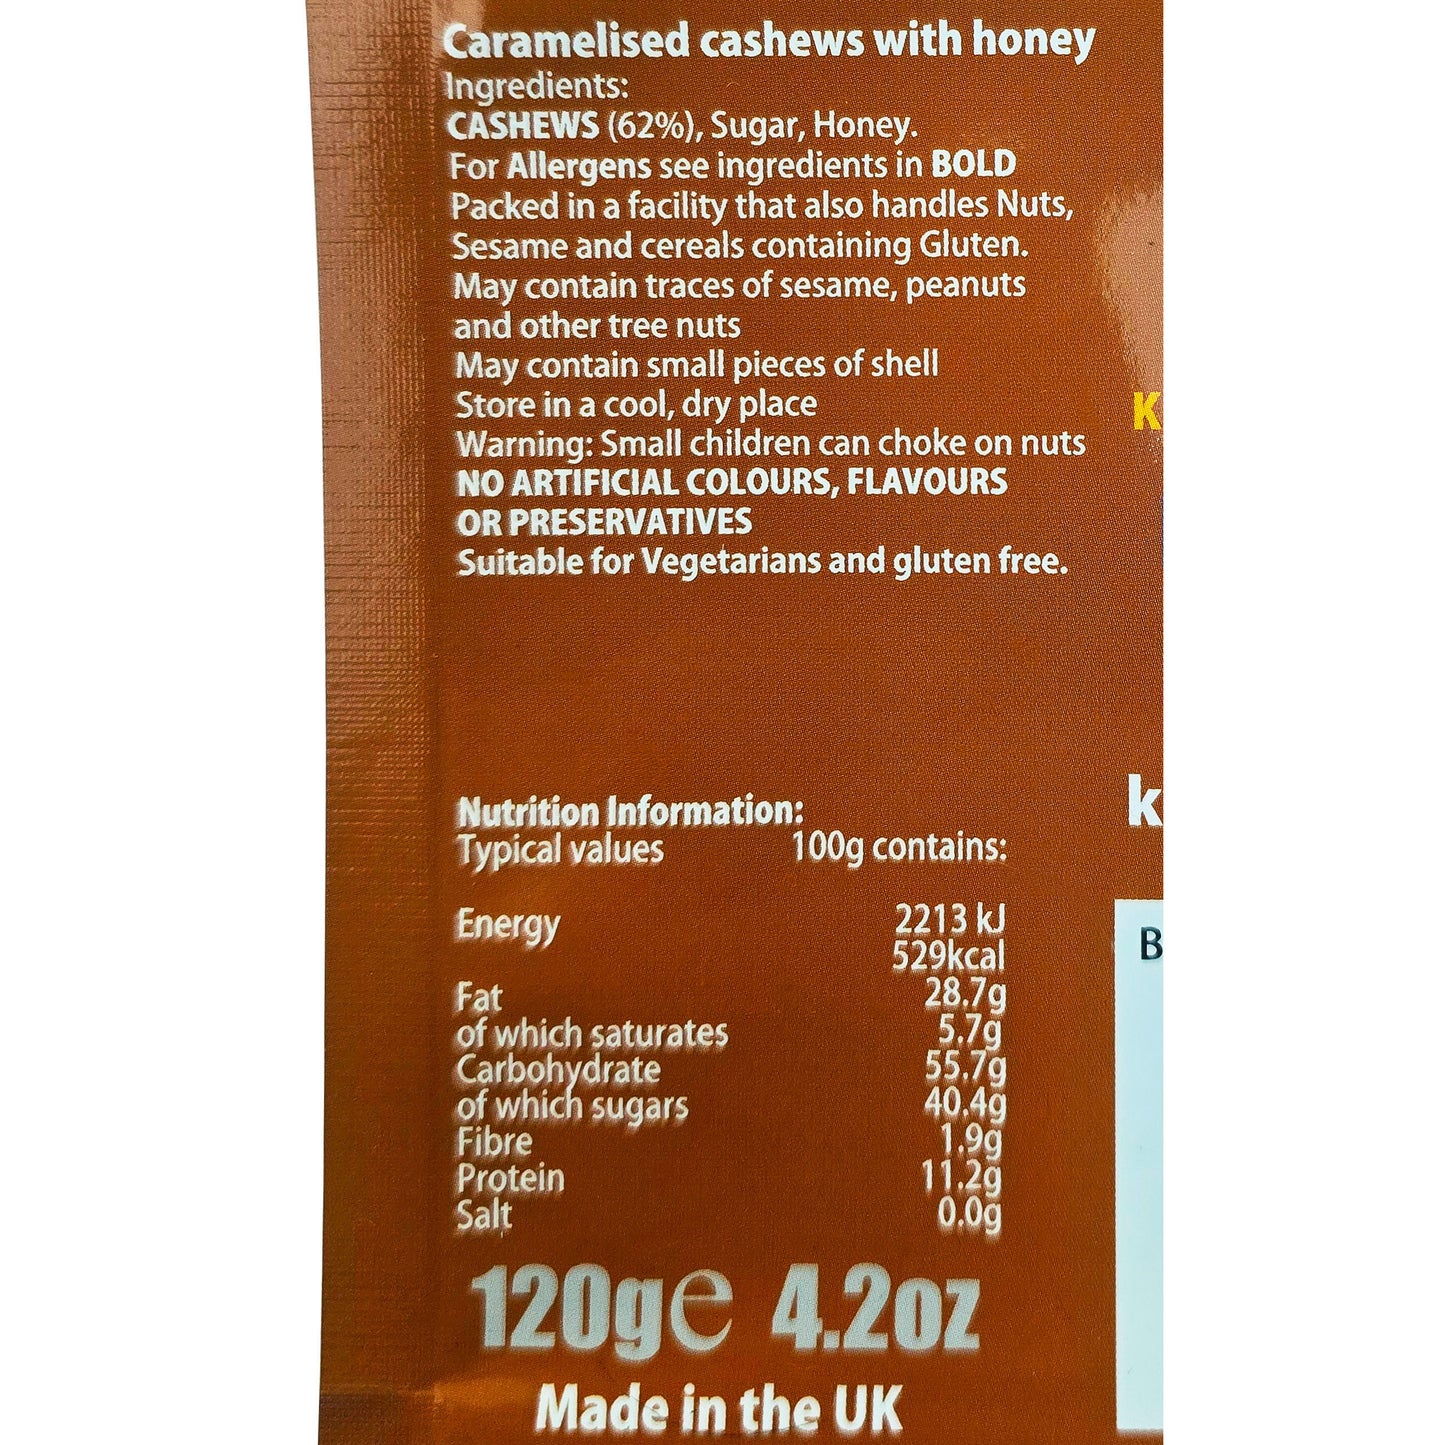 Caramelised cashews with honey
Ingredients:
CASHEWS (62%), Sugar, Honey.
For Allergens see ingredients in BOLD
Packed in a facility that also handles Nuts,
Sesame and cereals containing Gluten.
May contain traces of sesame, peanuts
and other tree nuts
May contain small pieces of shell
Store in a cool, dry place
Warning: Small children can choke on nuts
NO ARTIFICIAL COLOURS, FLAVOURS
OR PRESERVATIVES
Suitable for Vegetarians and gluten free.
Nutrition Information:
Typical values 100g contains:
Energy 2213 kJ
529kcal
Fat 28.7g
of which saturates 5.7g
Carbohydrate 55.7g
of which sugars 40.4g
Fibre 1.9g
Protein 11.2g
Salt 0.0g
120g℮ 4.2oz
Made in the UK
K
k
B